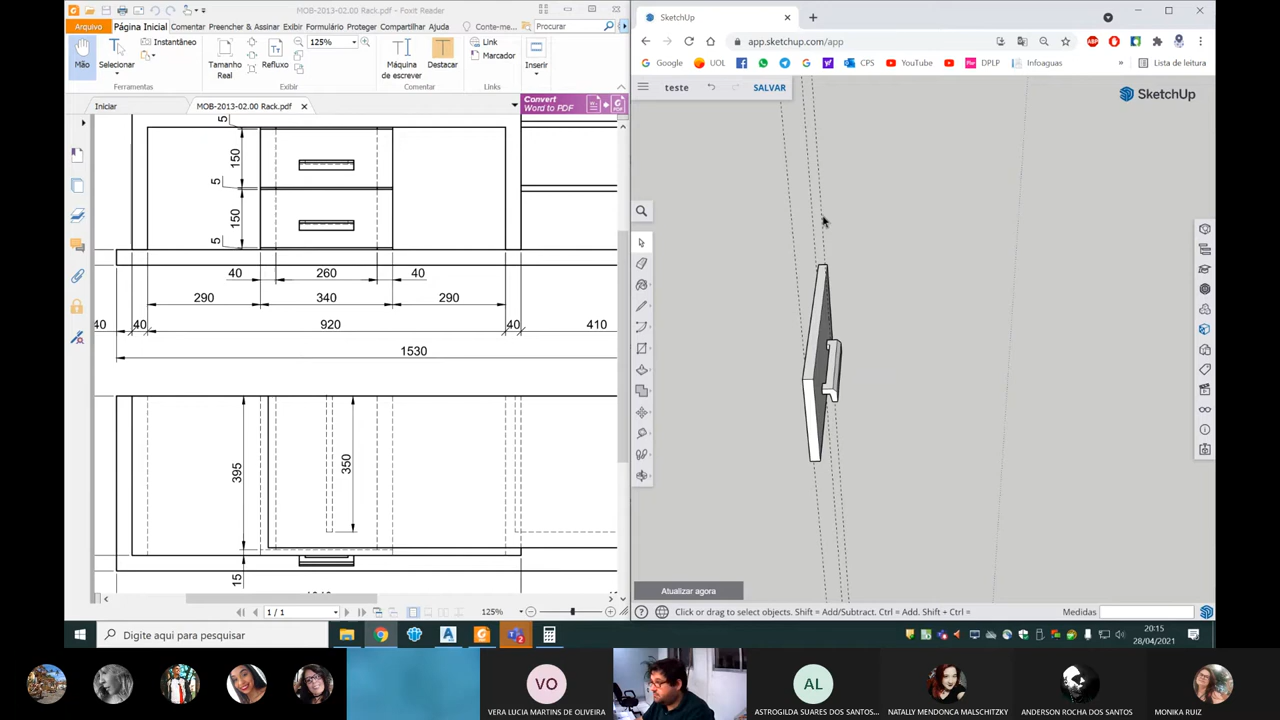 MOB-2013-02.00 Rack.pdf - Foxit Reader
Arquivo Página Inicial Comentar Preencher & Assinar Exibir Formulário Proteger Compartilhar Ajuda Conte-me... Procurar
Mão
Selecionar
Instantâneo
Ferramentas
Tamanho Real
Refluxo
125%
Exibir
Máquina de escrever
Destacar
Comentar
Link
Marcador
Links
Inserir
Iniciar
MOB-2013-02.00 Rack.pdf
Convert
Word to PDF
5
150
5
150
5
40 260 40
290 340 290
40 40 920 40 410
1530
395
350
15
1 / 1
125%
SketchUp
app.sketchup.com/app
Google UOL CPS YouTube DPLP Infoaguas » Lista de leitura
teste
SALVAR
SketchUp
Atualizar agora
Click or drag to select objects. Shift = Add/Subtract. Ctrl = Add. Shift + Ctrl =
Medidas
Digite aqui para pesquisar
20:15
28/04/2021
VO
VERA LUCIA MARTINS DE OLIVEIRA
AL
ASTROGILDA SUARES DOS SANTOS...
NATALLY MENDONCA MALSCHITZKY
ANDERSON ROCHA DOS SANTOS
MONIKA RUIZ